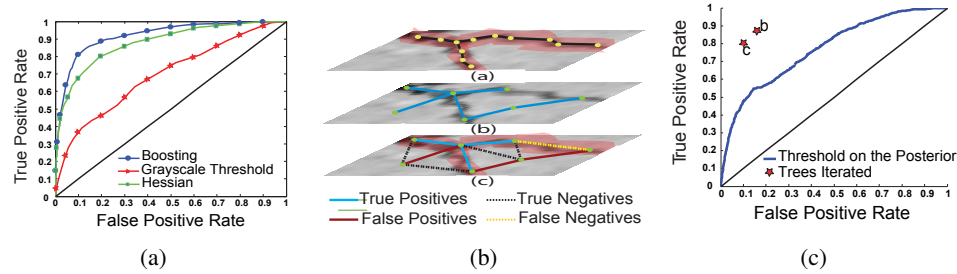 True Positive Rate
1
0.9
0.8
0.7
0.6
0.5
0.4
0.3
0.2
0.1
0
Boosting
Grayscale Threshold
Hessian
0 0.1 0.2 0.3 0.4 0.5 0.6 0.7 0.8 0.9 1
False Positive Rate
(a)
(a)
(b)
(c)
True Positives
True Negatives
False Positives
False Negatives
(b)
True Positive Rate
1
0.9
0.8
0.7
0.6
0.5
0.4
0.3
0.2
0.1
0
b
c
Threshold on the Posterior
Trees Iterated
0 0.1 0.2 0.3 0.4 0.5 0.6 0.7 0.8 0.9 1
False Positive Rate
(c)